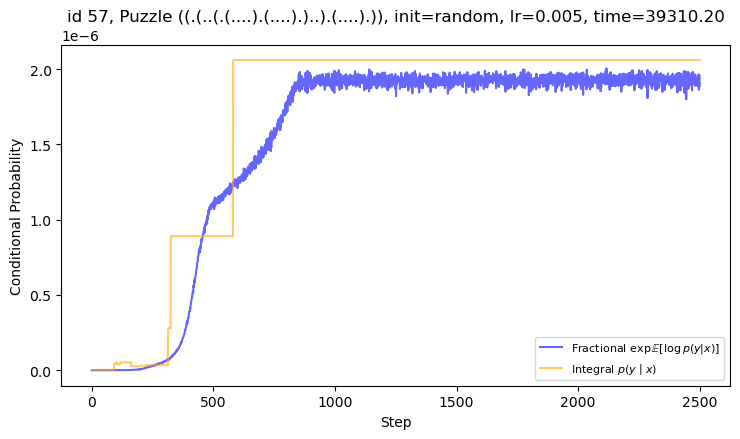 id 57, Puzzle ((.(..(.(....).(....).)..).(....).)), init=random, lr=0.005, time=39310.20
1e−6
2.0
1.5
1.0
0.5
0.0
Conditional Probability
Fractional exp 𝔼[log p(y|x)]
Integral p(y | x)
0
500
1000
1500
2000
2500
Step